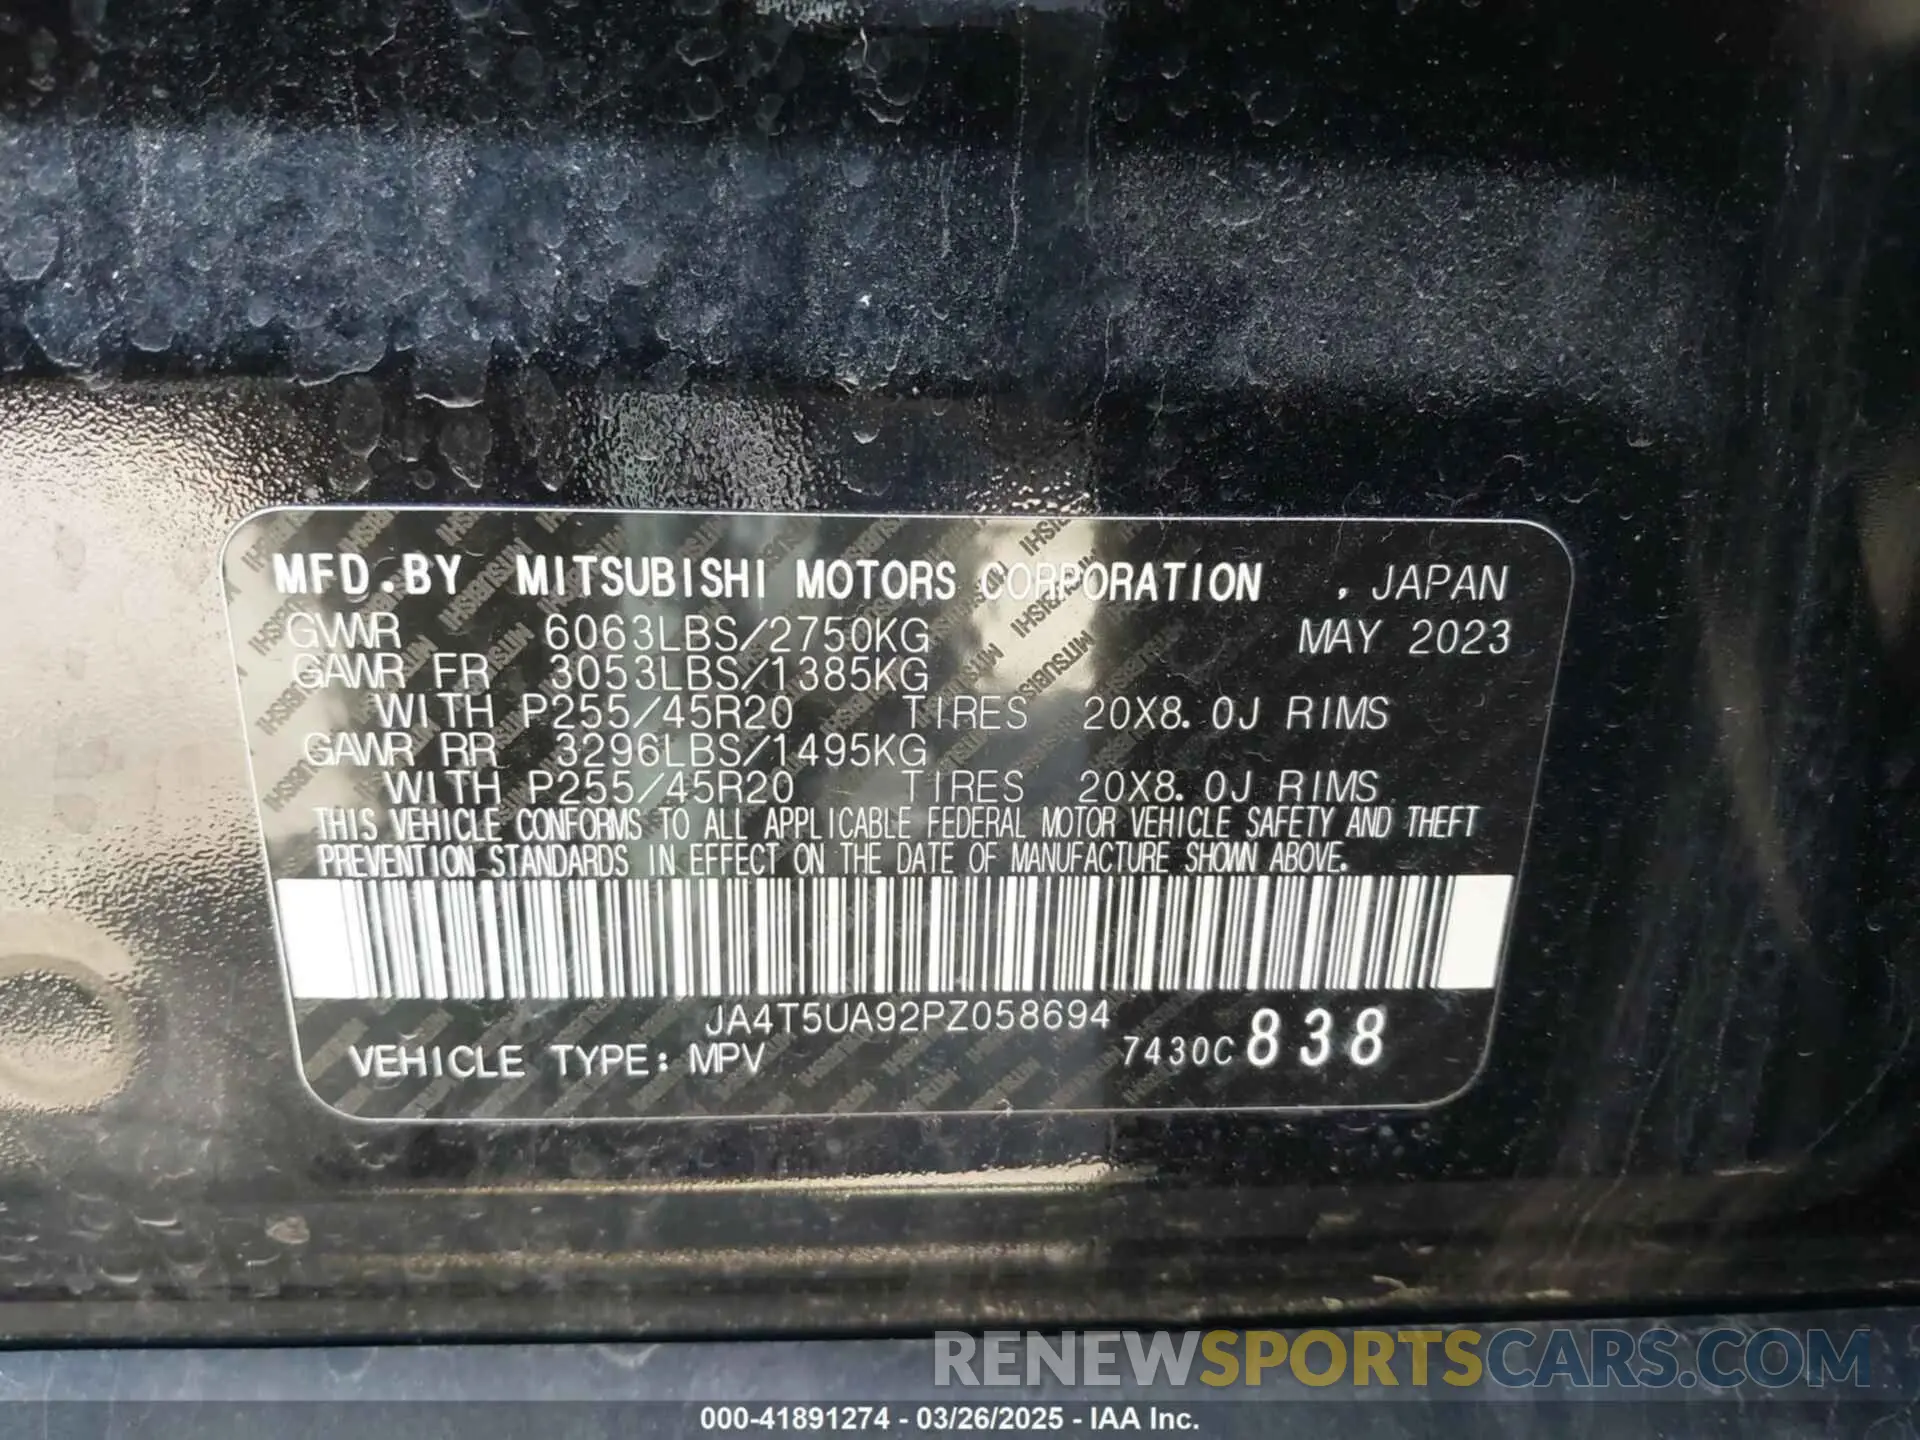 MFD.BY MITSUBISHI MOTORS CORPORATION , JAPAN
GVWR 6063LBS/2750KG MAY 2023
GAWR FR 3053LBS/1385KG
WITH P255/45R20 TIRES 20X8.0J RIMS
GAWR RR 3296LBS/1495KG
WITH P255/45R20 TIRES 20X8.0J RIMS
THIS VEHICLE CONFORMS TO ALL APPLICABLE FEDERAL MOTOR VEHICLE SAFETY AND THEFT
PREVENTION STANDARDS IN EFFECT ON THE DATE OF MANUFACTURE SHOWN ABOVE.
JA4T5UA92PZ058694
VEHICLE TYPE: MPV 7430C 838
RENEWSPORTSCARS.COM
000-41891274 - 03/26/2025 - IAA Inc.